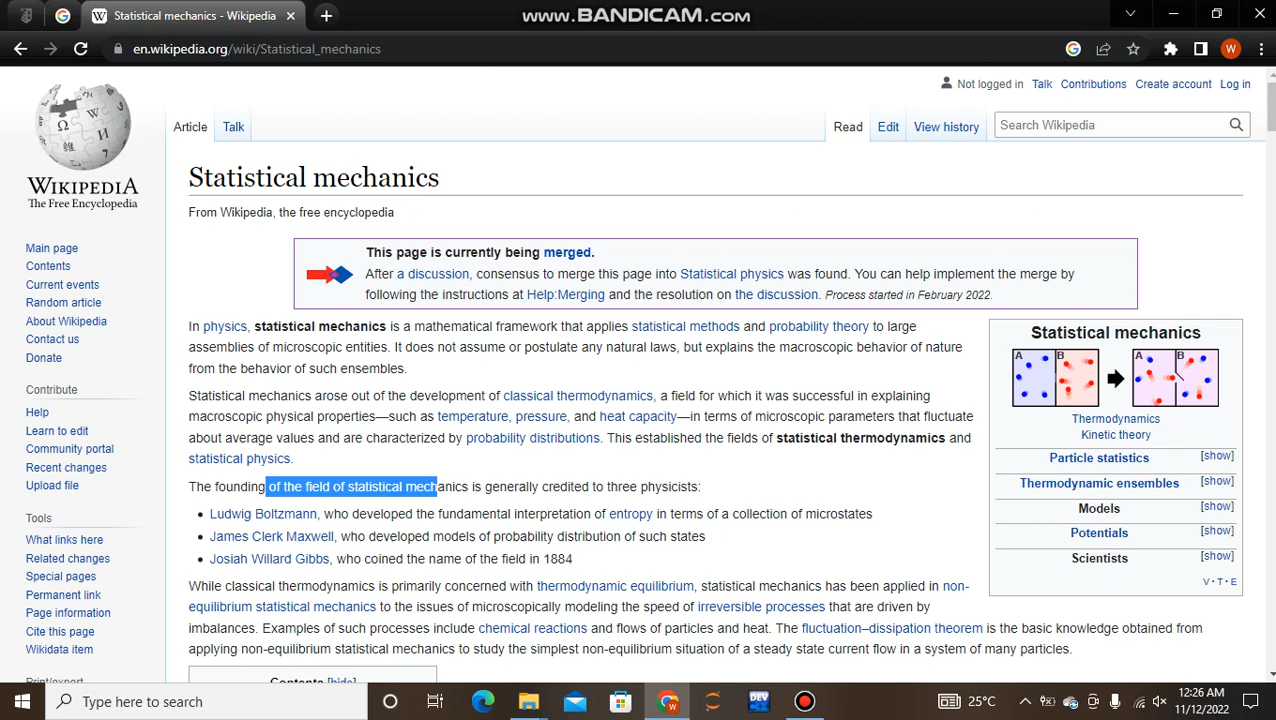 Statistical mechanics - Wikipedia
www.BANDICAM.com
en.wikipedia.org/wiki/Statistical_mechanics
W
Not logged in Talk Contributions Create account Log in
Article Talk Read Edit View history Search Wikipedia
WIKIPEDIA
The Free Encyclopedia
Main page
Contents
Current events
Random article
About Wikipedia
Contact us
Donate
Contribute
Help
Learn to edit
Community portal
Recent changes
Upload file
Tools
What links here
Related changes
Special pages
Permanent link
Page information
Cite this page
Wikidata item
Print/export
Statistical mechanics
From Wikipedia, the free encyclopedia
This page is currently being merged.
After a discussion, consensus to merge this page into Statistical physics was found. You can help implement the merge by
following the instructions at Help:Merging and the resolution on the discussion. Process started in February 2022.
In physics, statistical mechanics is a mathematical framework that applies statistical methods and probability theory to large
assemblies of microscopic entities. It does not assume or postulate any natural laws, but explains the macroscopic behavior of nature
from the behavior of such ensembles.
Statistical mechanics arose out of the development of classical thermodynamics, a field for which it was successful in explaining
macroscopic physical properties—such as temperature, pressure, and heat capacity—in terms of microscopic parameters that fluctuate
about average values and are characterized by probability distributions. This established the fields of statistical thermodynamics and
statistical physics.
The founding of the field of statistical mechanics is generally credited to three physicists:
• Ludwig Boltzmann, who developed the fundamental interpretation of entropy in terms of a collection of microstates
• James Clerk Maxwell, who developed models of probability distribution of such states
• Josiah Willard Gibbs, who coined the name of the field in 1884
While classical thermodynamics is primarily concerned with thermodynamic equilibrium, statistical mechanics has been applied in non-
equilibrium statistical mechanics to the issues of microscopically modeling the speed of irreversible processes that are driven by
imbalances. Examples of such processes include chemical reactions and flows of particles and heat. The fluctuation–dissipation theorem is the basic knowledge obtained from
applying non-equilibrium statistical mechanics to study the simplest non-equilibrium situation of a steady state current flow in a system of many particles.
Contents [hide]
Statistical mechanics
A B A B
Thermodynamics
Kinetic theory
Particle statistics [show]
Thermodynamic ensembles [show]
Models [show]
Potentials [show]
Scientists [show]
V · T · E
Type here to search
DEV
25°C
12:26 AM
11/12/2022